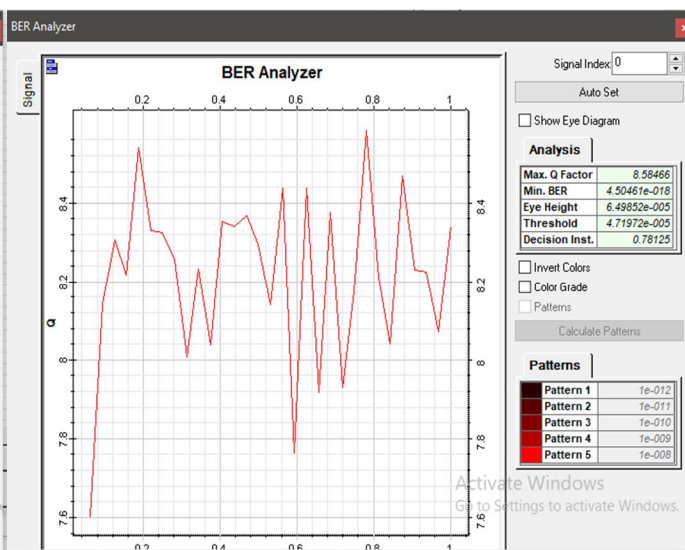 BER Analyzer
Signal
BER Analyzer
0.2 0.4 0.6 0.8 1
8.4
8.2
8
7.8
7.6
Q
8.4
8.2
8
7.8
7.6
0.2 0.4 0.6 0.8 1
Signal Index: 0
Auto Set
Show Eye Diagram
Analysis
Max. Q Factor 8.58466
Min. BER 4.50461e-018
Eye Height 6.49852e-005
Threshold 4.71972e-005
Decision Inst. 0.78125
Invert Colors
Color Grade
Patterns
Calculate Patterns
Patterns
Pattern 1 1e-012
Pattern 2 1e-011
Pattern 3 1e-010
Pattern 4 1e-009
Pattern 5 1e-008
Activate Windows
Go to Settings to activate Windows.